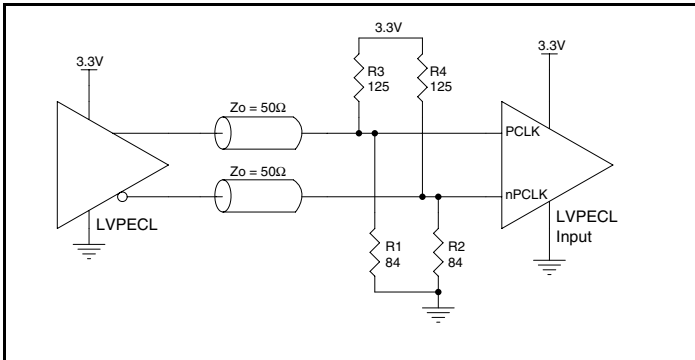 3.3V
3.3V
3.3V
R3
125
R4
125
Zo = 50Ω
PCLK
Zo = 50Ω
nPCLK
LVPECL
LVPECL
Input
R1
84
R2
84